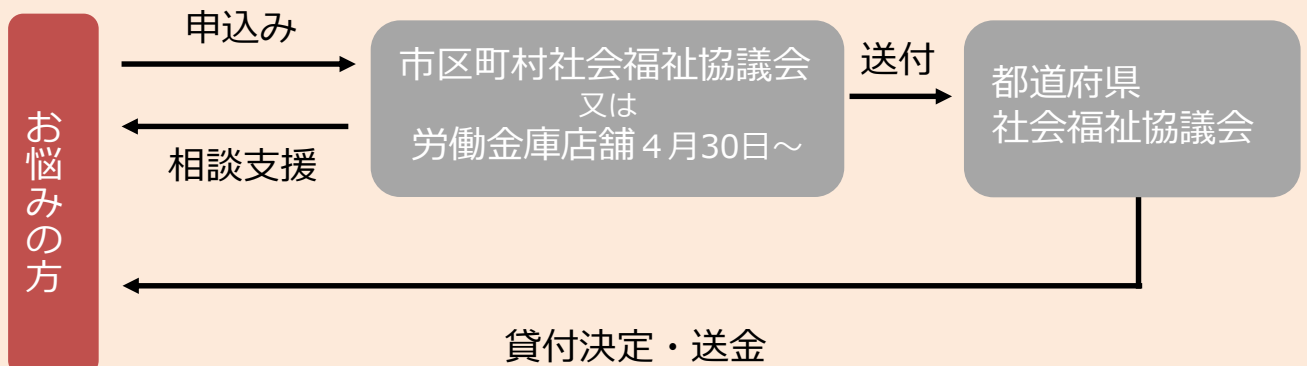 お悩みの方
申込み
相談支援
市区町村社会福祉協議会
又は
労働金庫店舗４月30日～
送付
都道府県
社会福祉協議会
貸付決定・送金